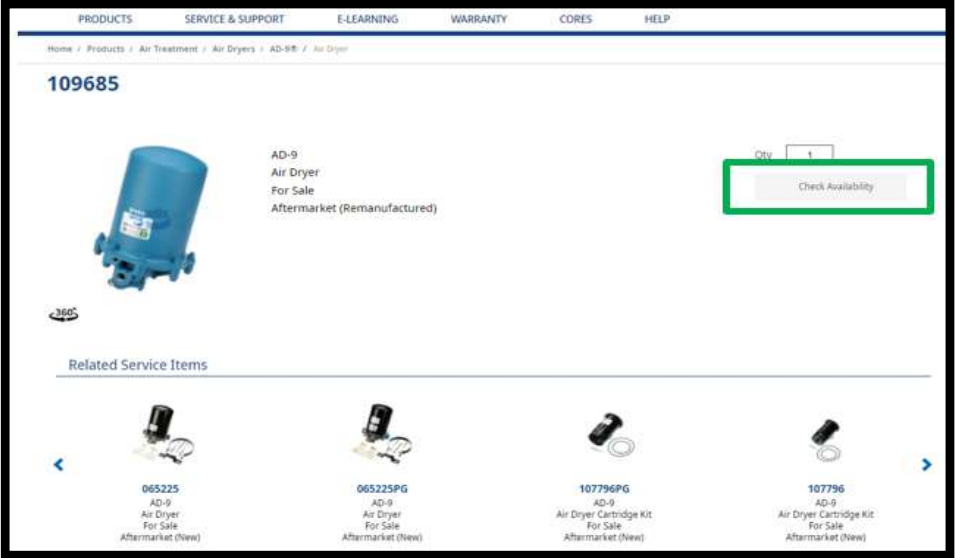 PRODUCTS SERVICE & SUPPORT E-LEARNING WARRANTY CORES HELP
Home / Products / Air Treatment / Air Dryers / AD-9® / Air Dryer
109685
AD-9
Air Dryer
For Sale
Aftermarket (Remanufactured)
Qty 1
Check Availability
360°
Related Service Items
065225
AD-9
Air Dryer
For Sale
Aftermarket (New)
065225PG
AD-9
Air Dryer
For Sale
Aftermarket (New)
107796PG
AD-9
Air Dryer Cartridge Kit
For Sale
Aftermarket (New)
107796
AD-9
Air Dryer Cartridge Kit
For Sale
Aftermarket (New)